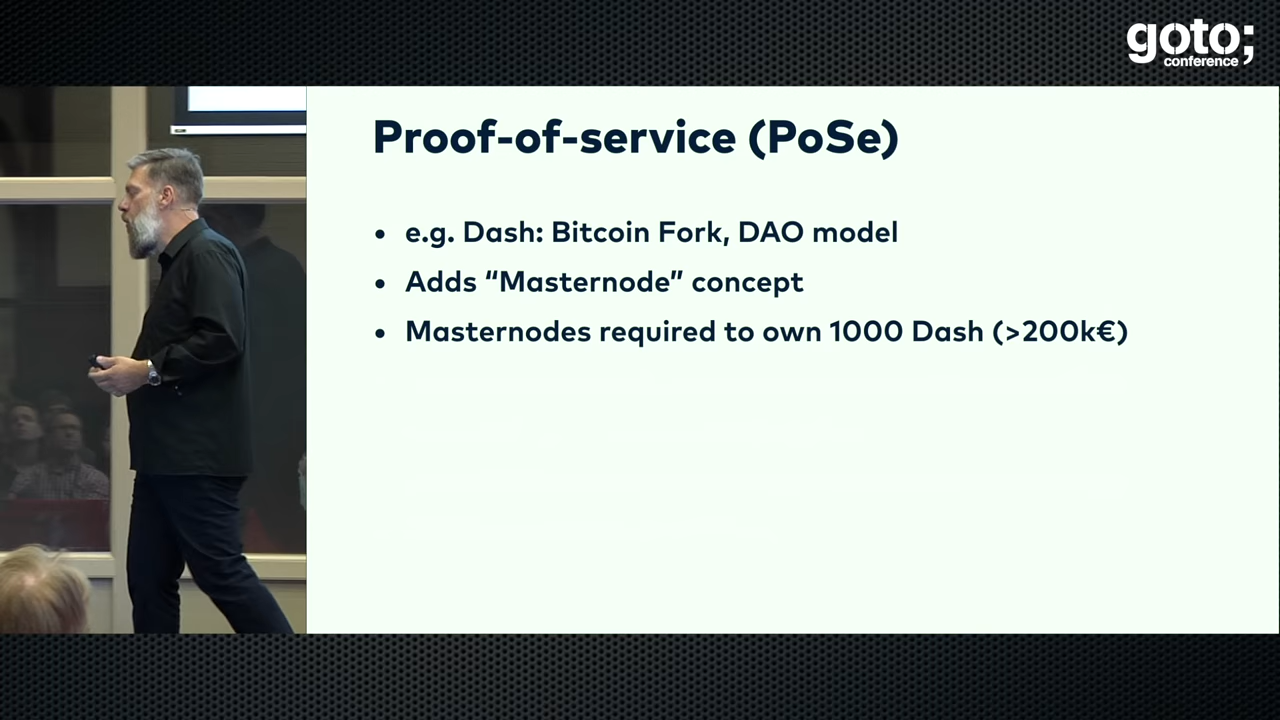 goto;
conference
Proof-of-service (PoSe)
• e.g. Dash: Bitcoin Fork, DAO model
• Adds “Masternode” concept
• Masternodes required to own 1000 Dash (>200k€)